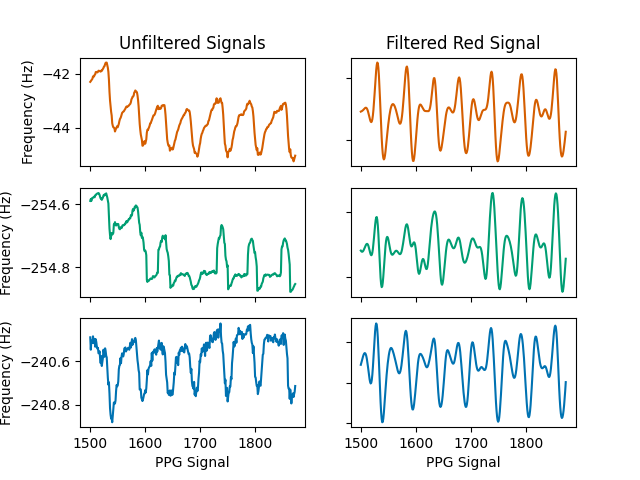 Unfiltered Signals
Filtered Red Signal
Frequency (Hz)
−42
−44
Frequency (Hz)
−254.6
−254.8
Frequency (Hz)
−240.6
−240.8
1500 1600 1700 1800
1500 1600 1700 1800
PPG Signal
PPG Signal